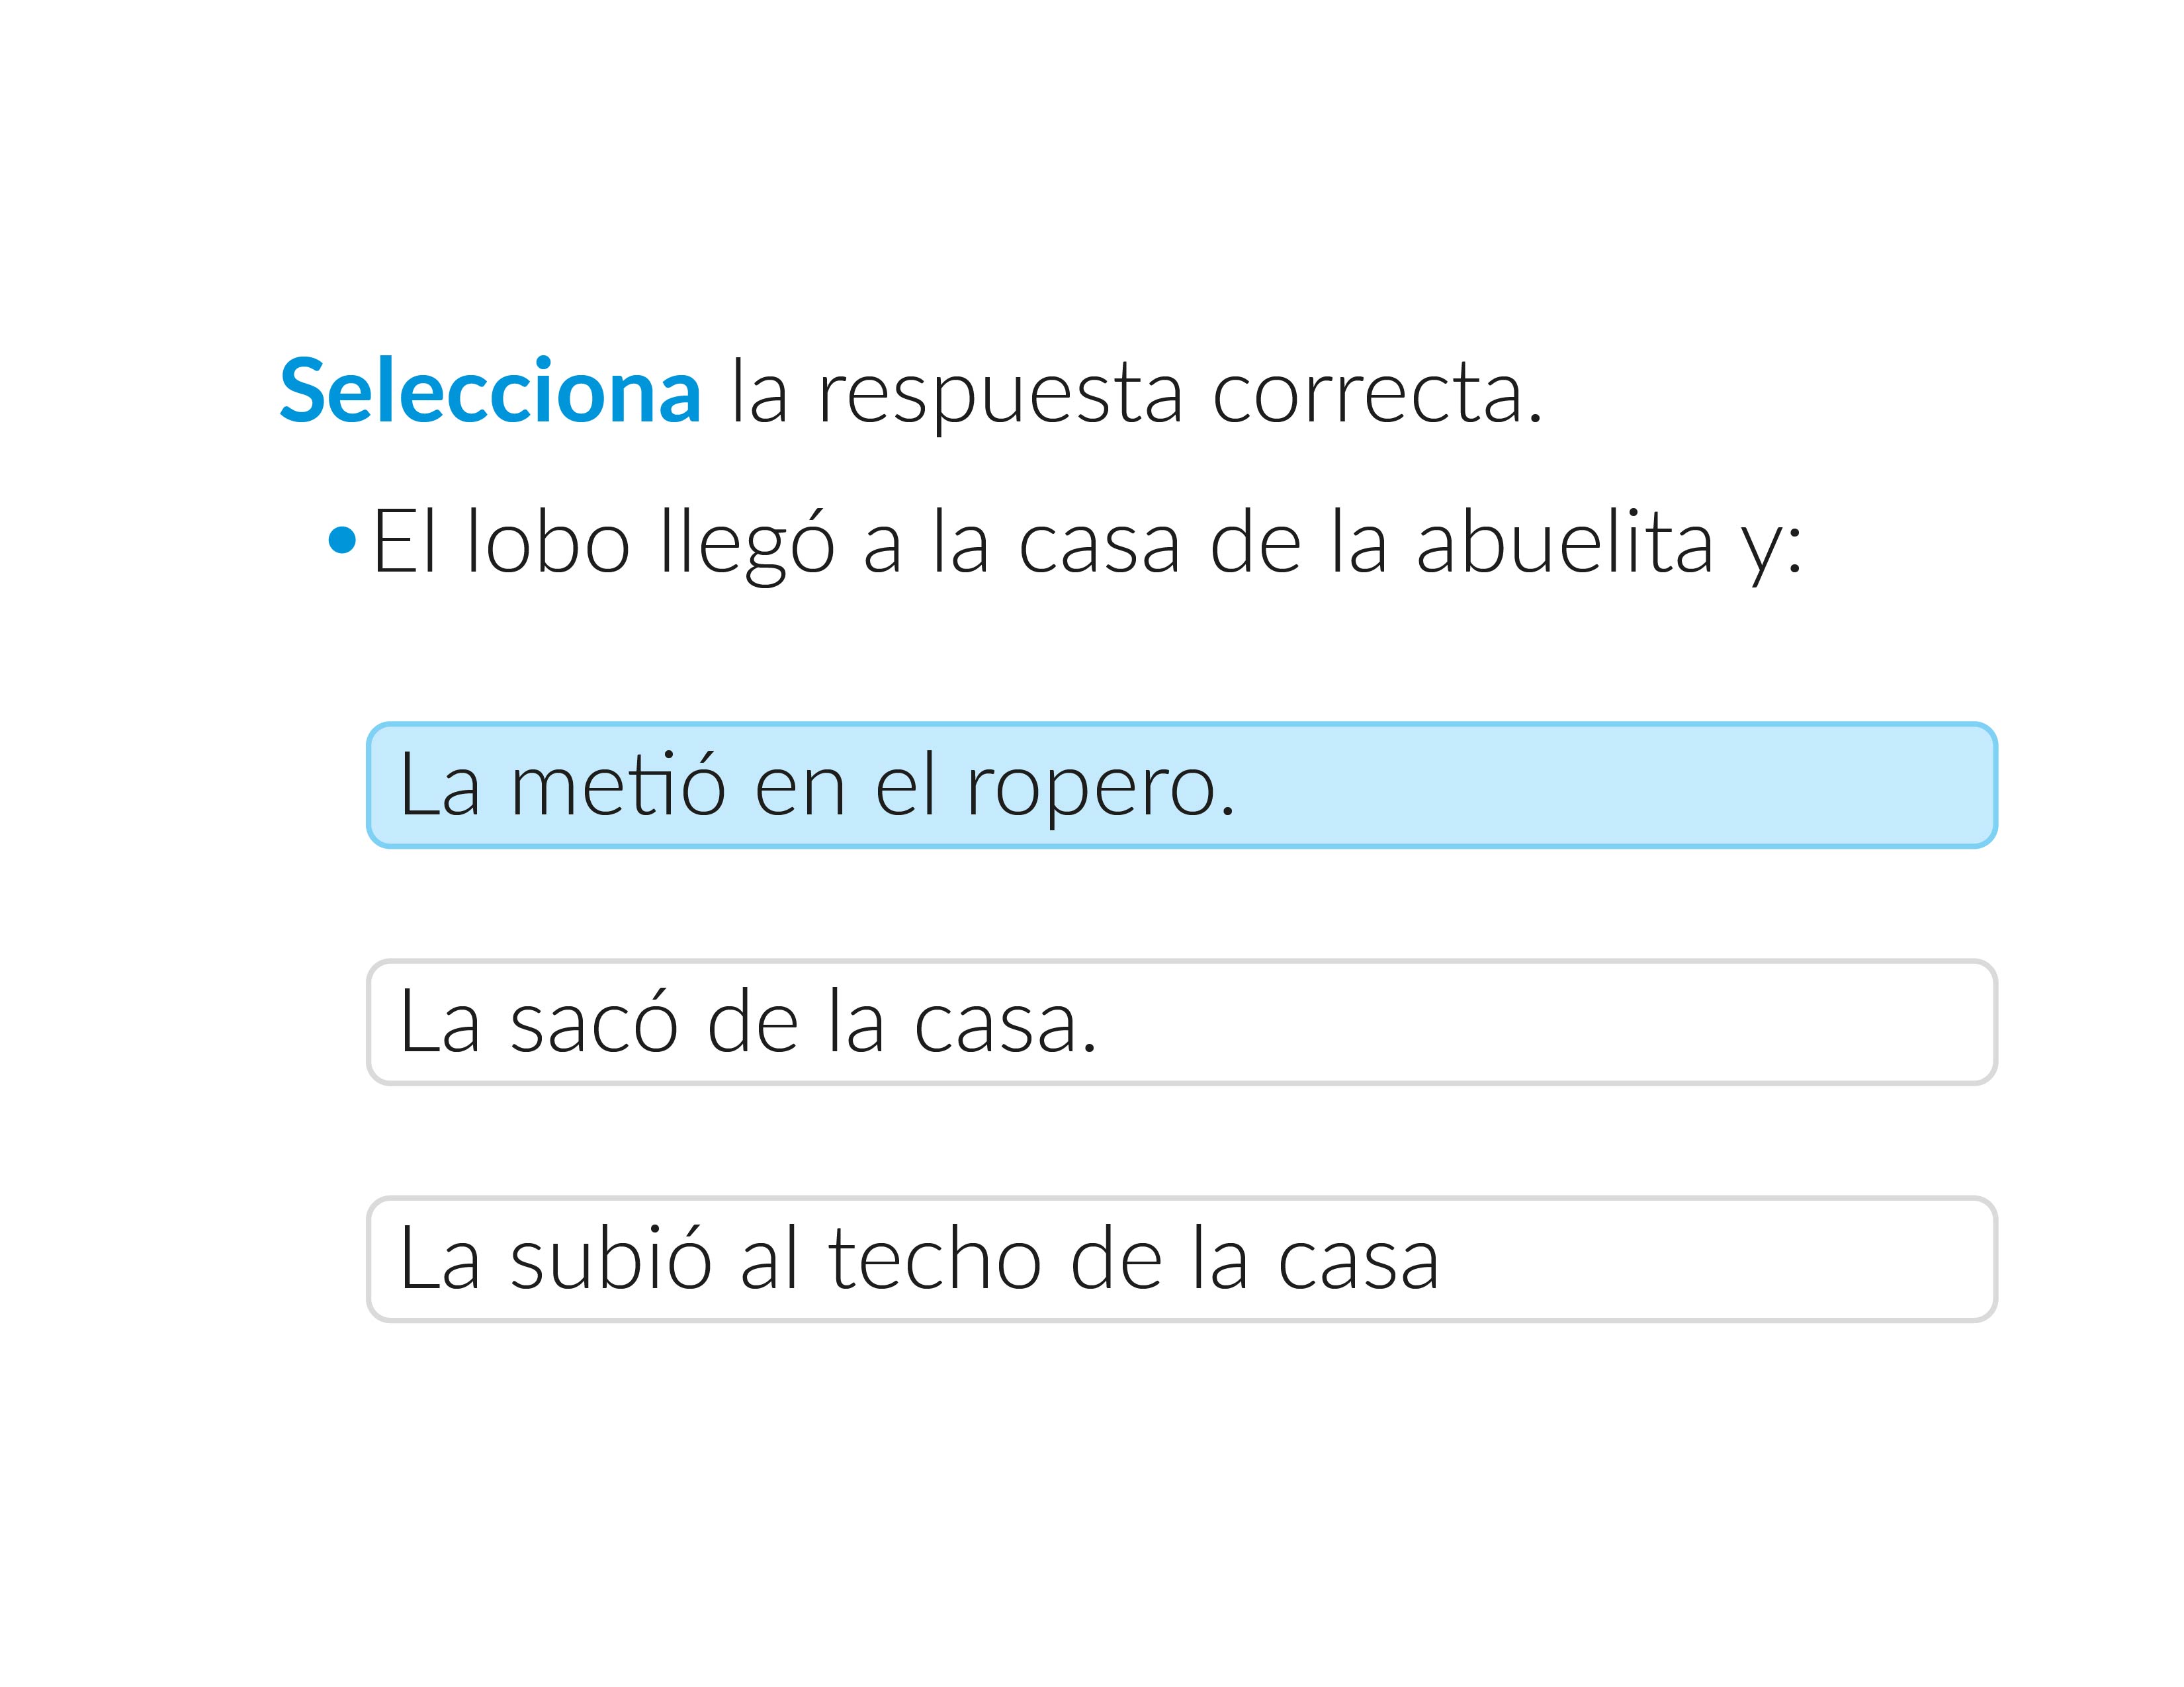 Selecciona la respuesta correcta.
• El lobo llegó a la casa de la abuelita y:
La metió en el ropero.
La sacó de la casa.
La subió al techo de la casa